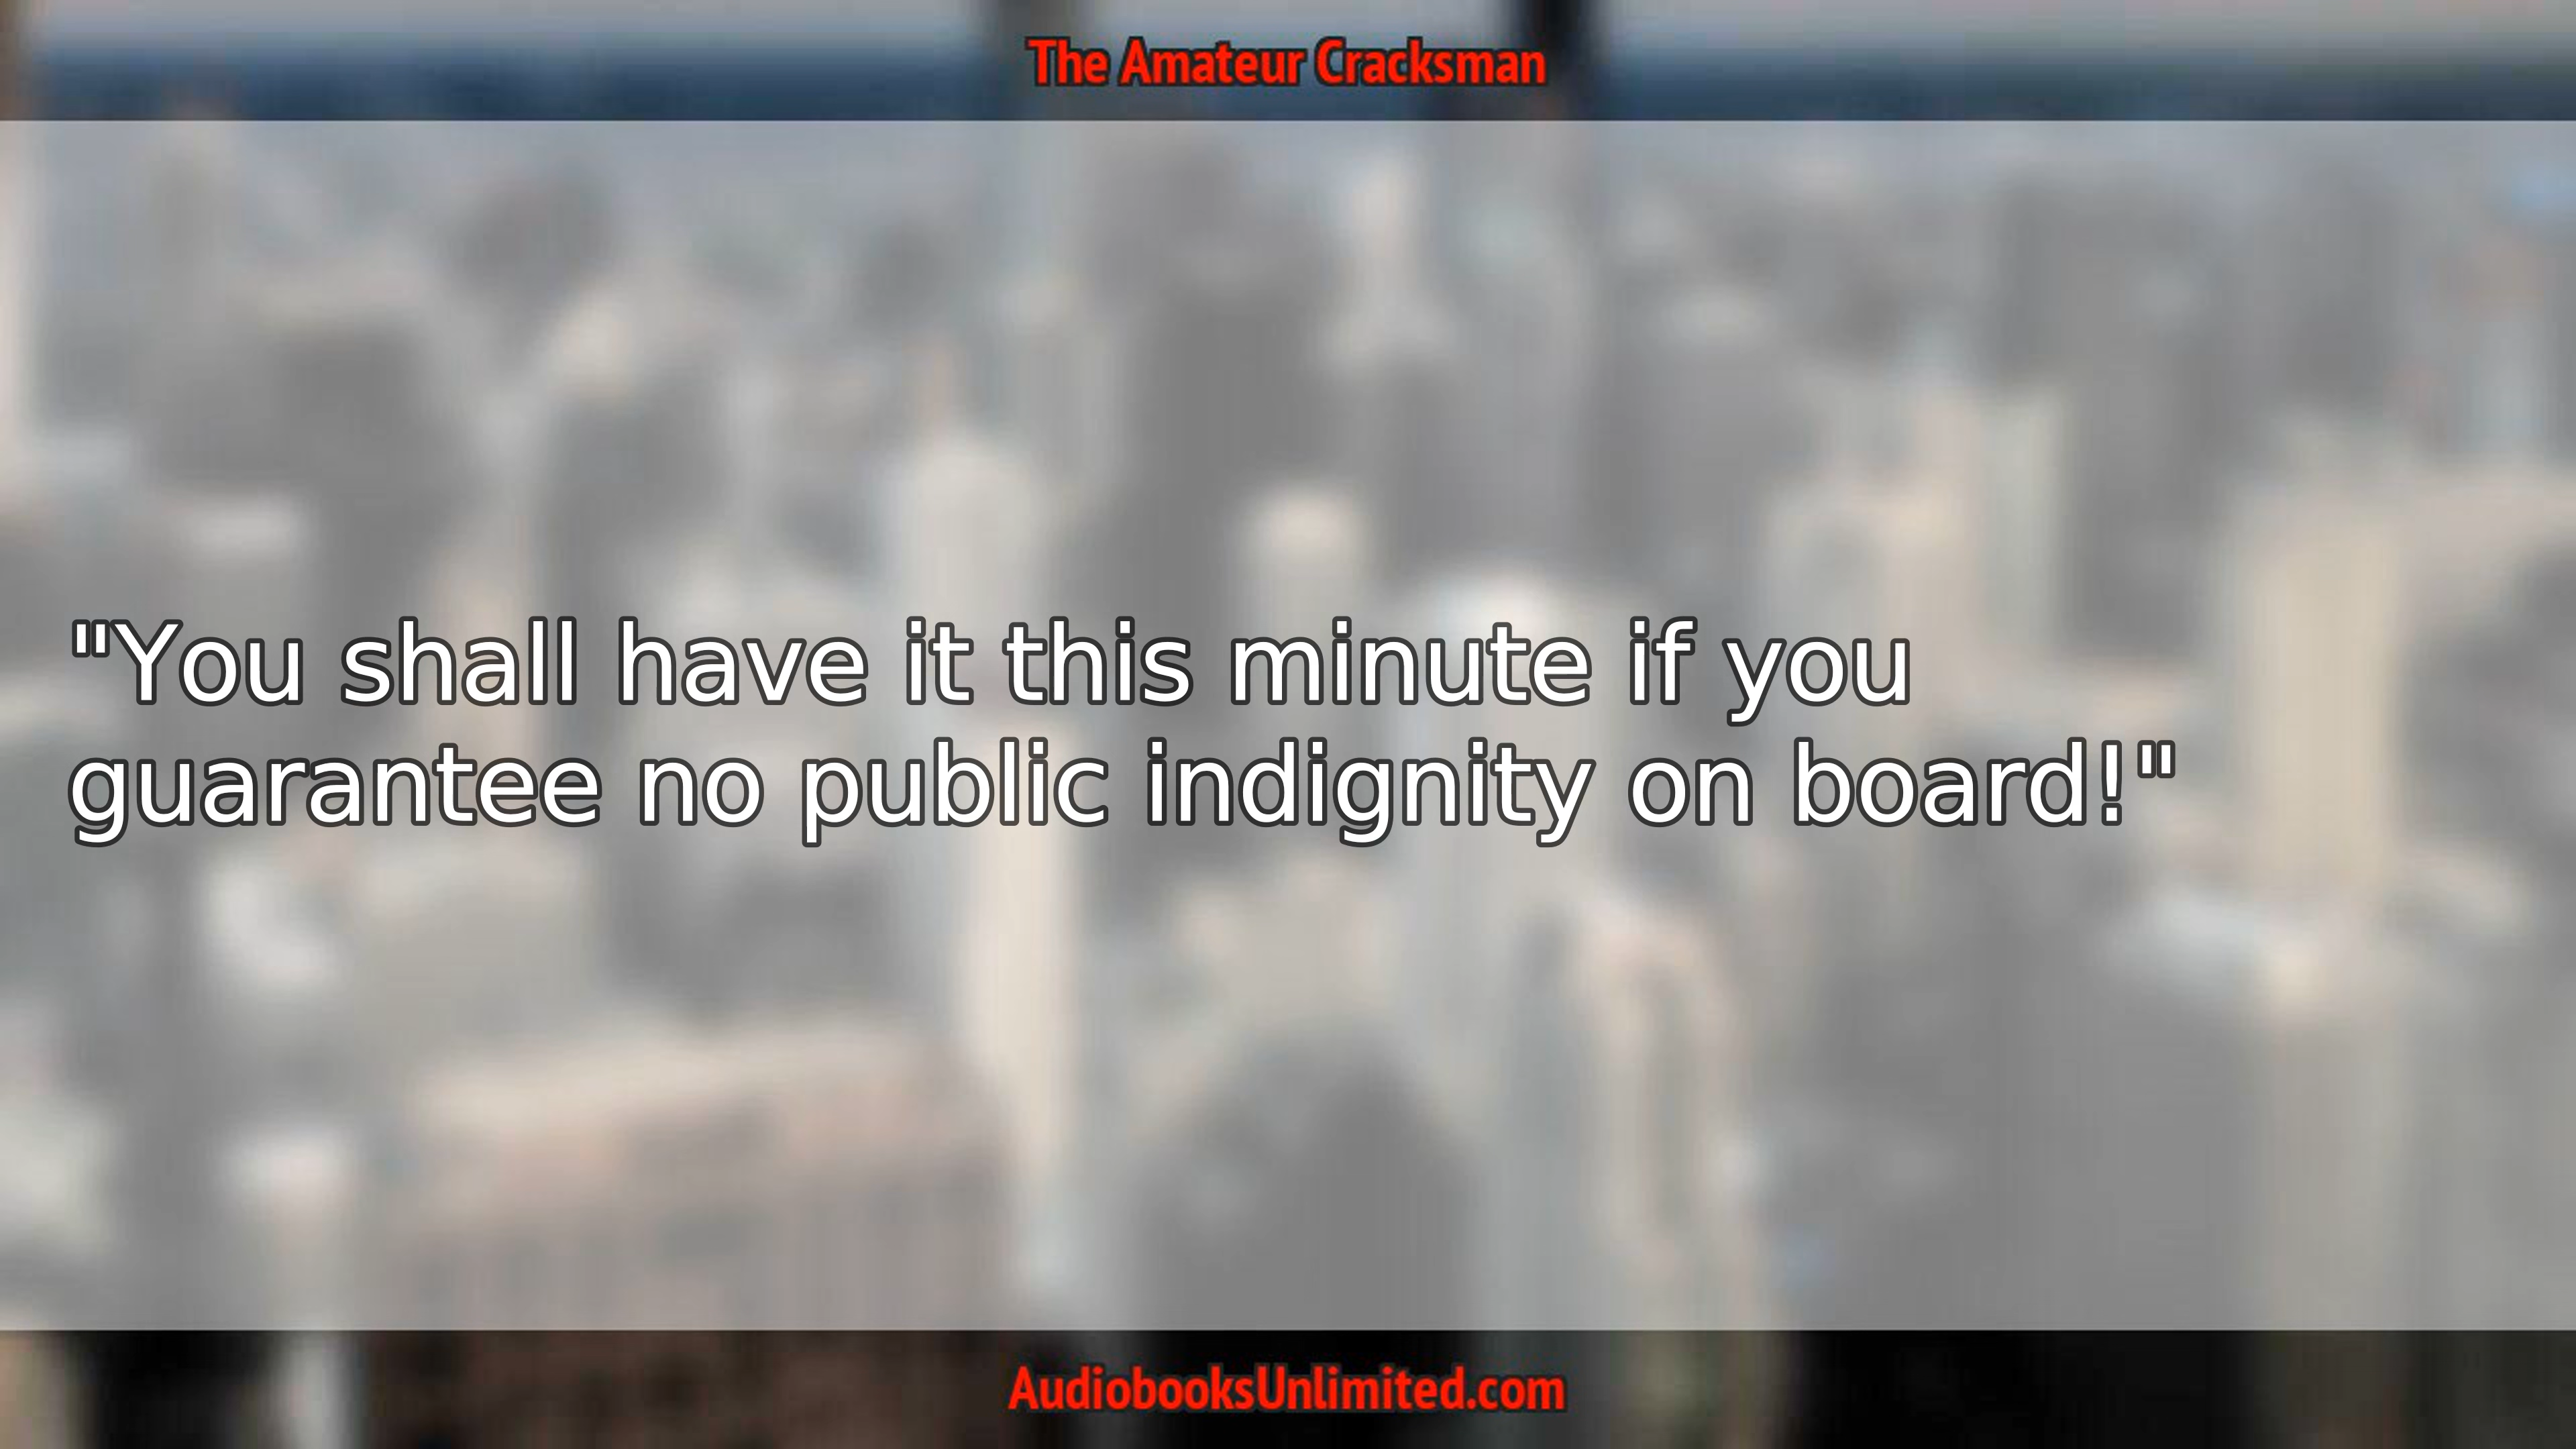 The Amateur Cracksman
"You shall have it this minute if you
guarantee no public indignity on board!"
AudiobooksUnlimited.com